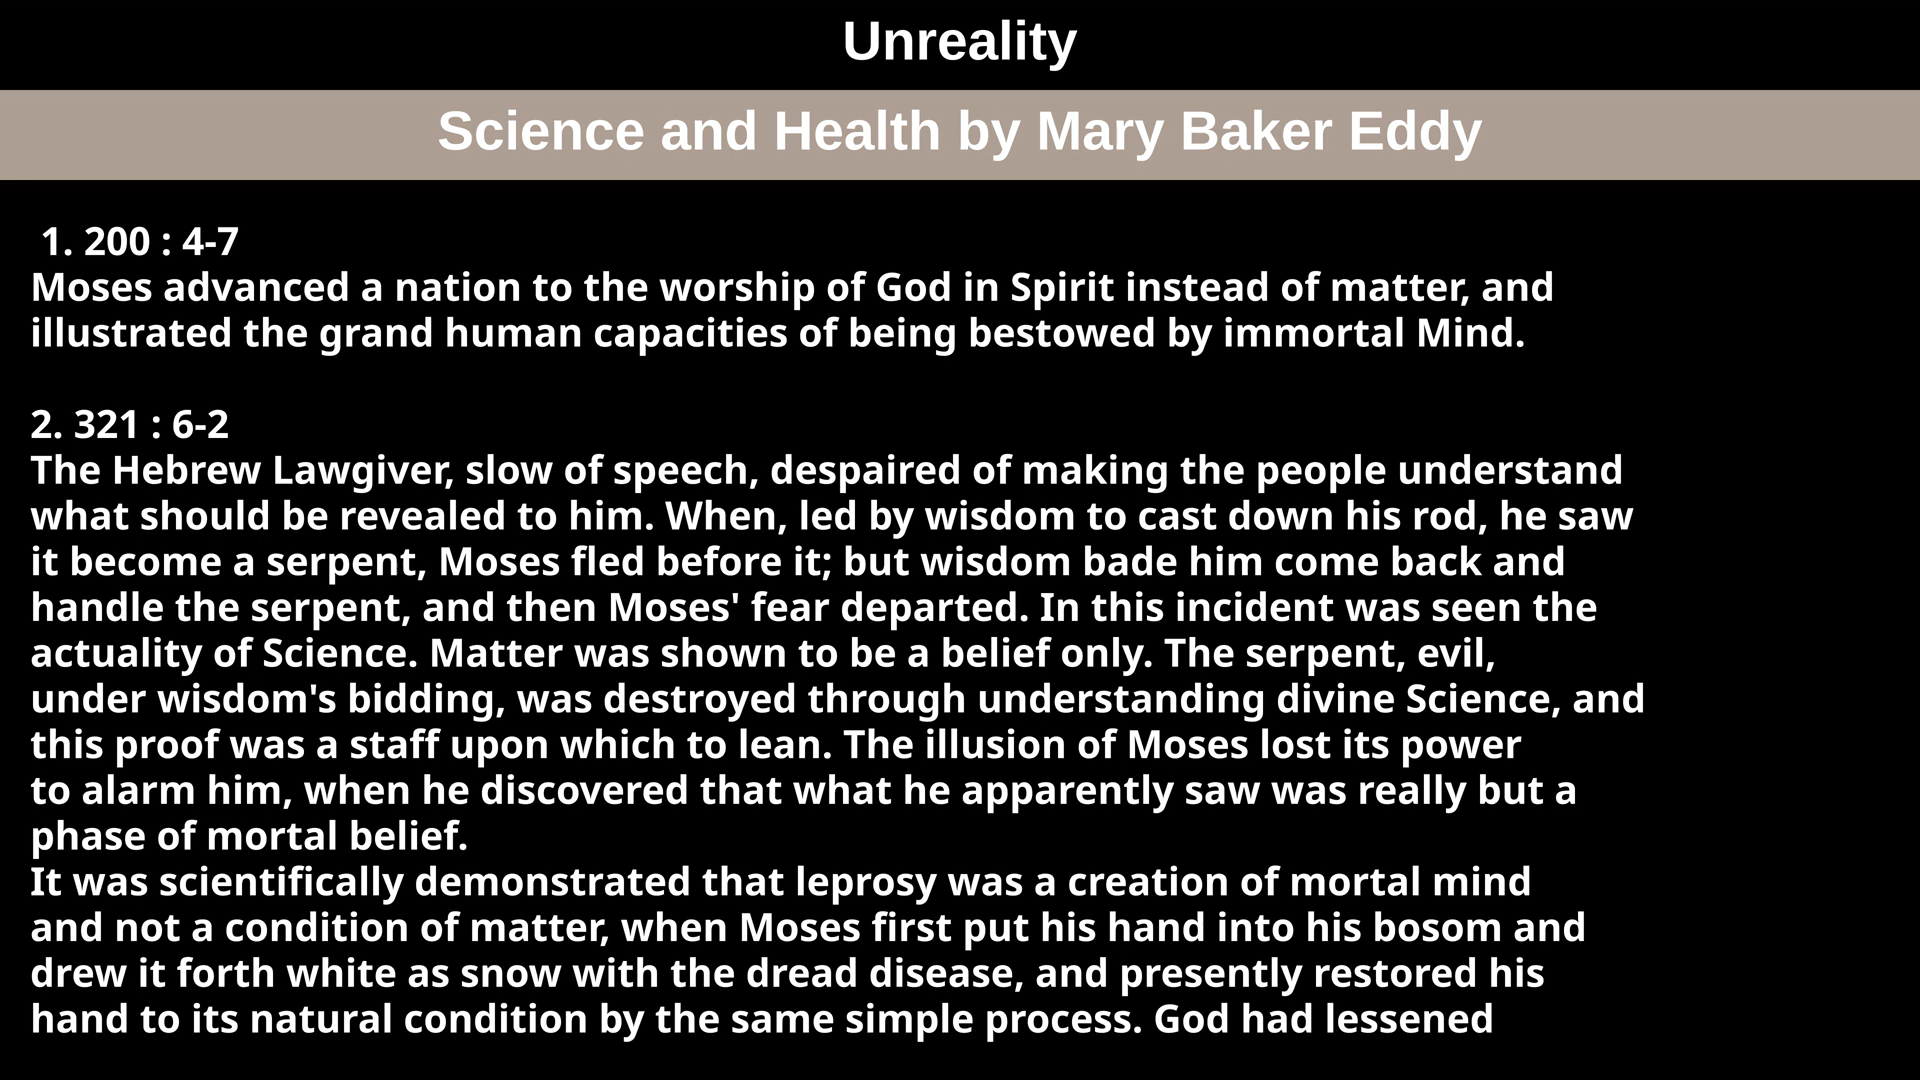 Unreality
Science and Health by Mary Baker Eddy
1. 200 : 4-7
Moses advanced a nation to the worship of God in Spirit instead of matter, and
illustrated the grand human capacities of being bestowed by immortal Mind.
2. 321 : 6-2
The Hebrew Lawgiver, slow of speech, despaired of making the people understand
what should be revealed to him. When, led by wisdom to cast down his rod, he saw
it become a serpent, Moses fled before it; but wisdom bade him come back and
handle the serpent, and then Moses' fear departed. In this incident was seen the
actuality of Science. Matter was shown to be a belief only. The serpent, evil,
under wisdom's bidding, was destroyed through understanding divine Science, and
this proof was a staff upon which to lean. The illusion of Moses lost its power
to alarm him, when he discovered that what he apparently saw was really but a
phase of mortal belief.
It was scientifically demonstrated that leprosy was a creation of mortal mind
and not a condition of matter, when Moses first put his hand into his bosom and
drew it forth white as snow with the dread disease, and presently restored his
hand to its natural condition by the same simple process. God had lessened